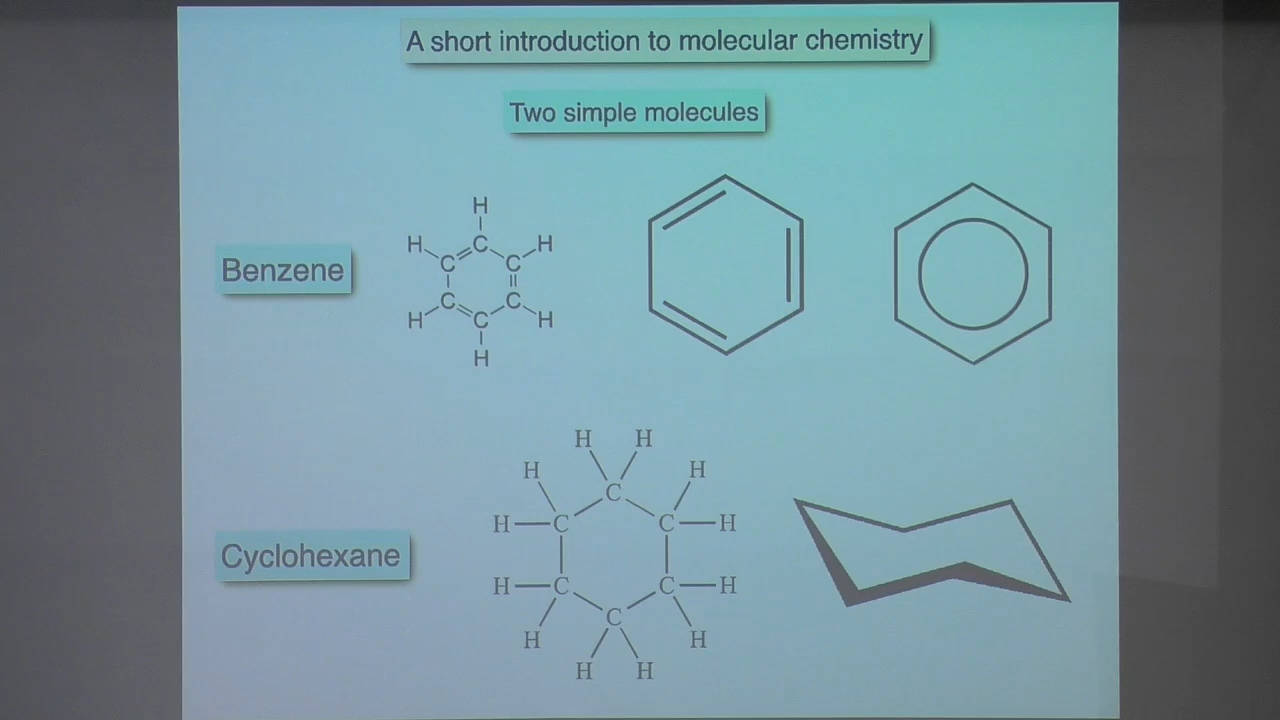 A short introduction to molecular chemistry
Two simple molecules
Benzene
H
H C H
C C
C C
H C H
H
Cyclohexane
H H
H C H
H C C H
H C C H
H C H
H H